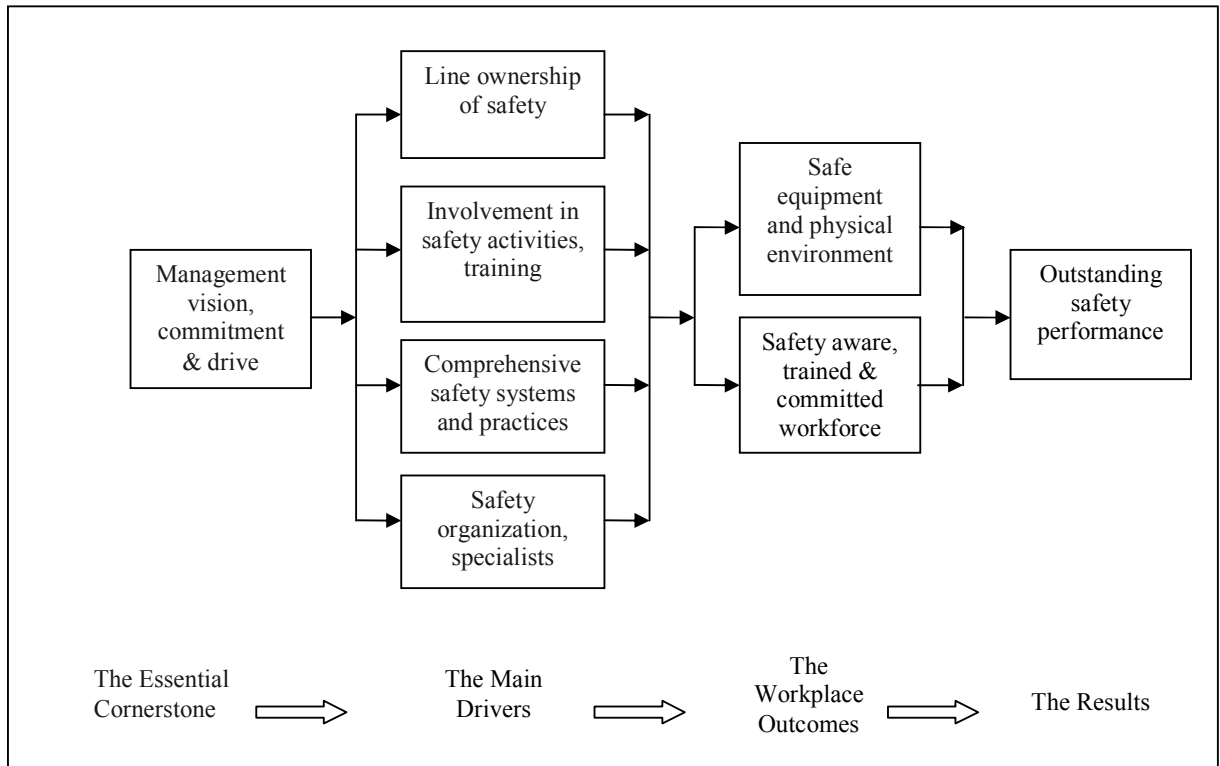 Management
vision,
commitment
& drive
Line ownership
of safety
Involvement in
safety activities,
training
Comprehensive
safety systems
and practices
Safety
organization,
specialists
Safe
equipment
and physical
environment
Safety aware,
trained &
committed
workforce
Outstanding
safety
performance
The Essential
Cornerstone
The Main
Drivers
The
Workplace
Outcomes
The Results